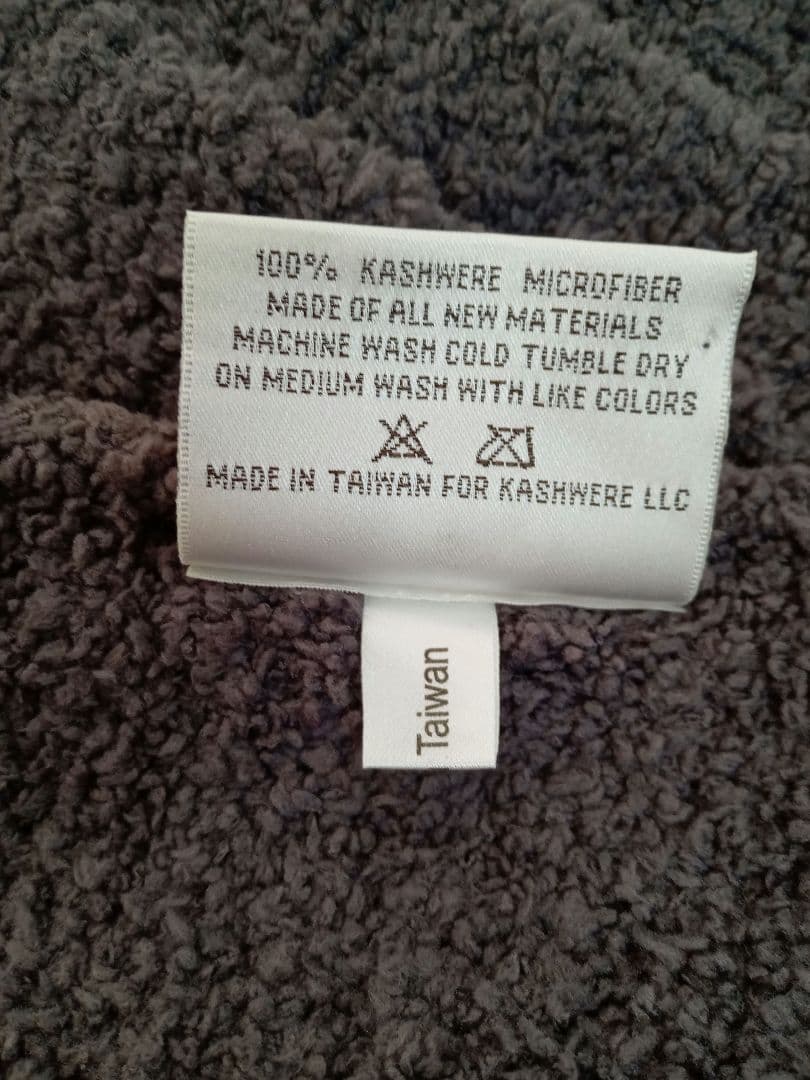 100% KASHWERE MICROFIBER
MADE OF ALL NEW MATERIALS
MACHINE WASH COLD TUMBLE DRY
ON MEDIUM WASH WITH LIKE COLORS
MADE IN TAIWAN FOR KASHWERE LLC
Taiwan